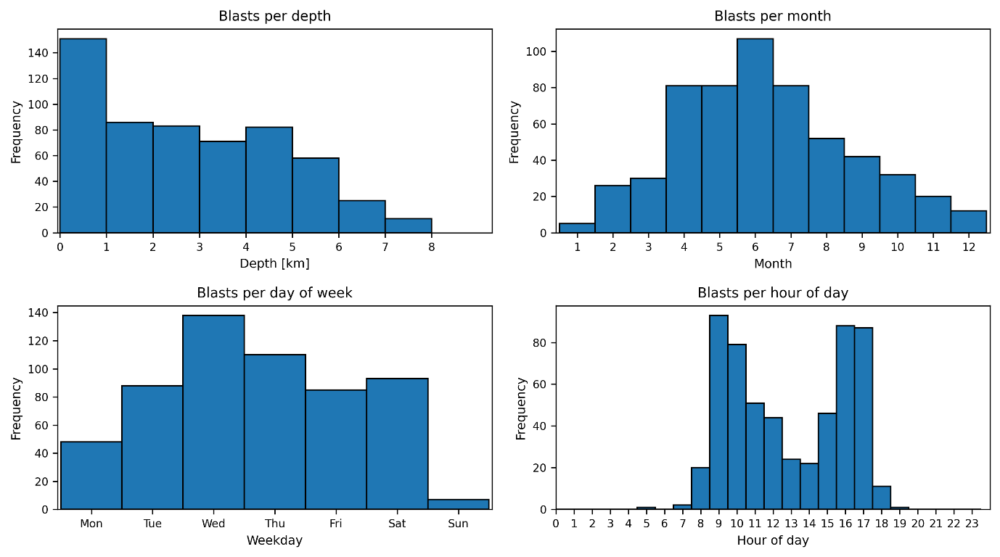 Blasts per depth
Frequency
0
20
40
60
80
100
120
140
0 1 2 3 4 5 6 7 8
Depth [km]
Blasts per month
Frequency
0
20
40
60
80
100
1 2 3 4 5 6 7 8 9 10 11 12
Month
Blasts per day of week
Frequency
0
20
40
60
80
100
120
140
Mon Tue Wed Thu Fri Sat Sun
Weekday
Blasts per hour of day
Frequency
0
20
40
60
80
0 1 2 3 4 5 6 7 8 9 10 11 12 13 14 15 16 17 18 19 20 21 22 23
Hour of day